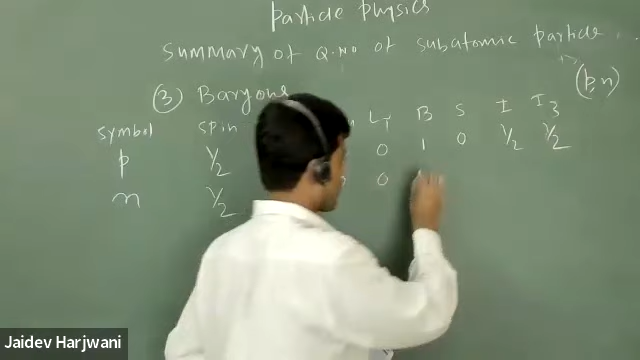 Particle Physics
Summary of Q.No of subatomic particle ...
(p,n)
③ Baryons
symbol spin L_τ B S I I₃
p 1/2 0 1 0 1/2 1/2
n 1/2 0
Jaidev Harjwani